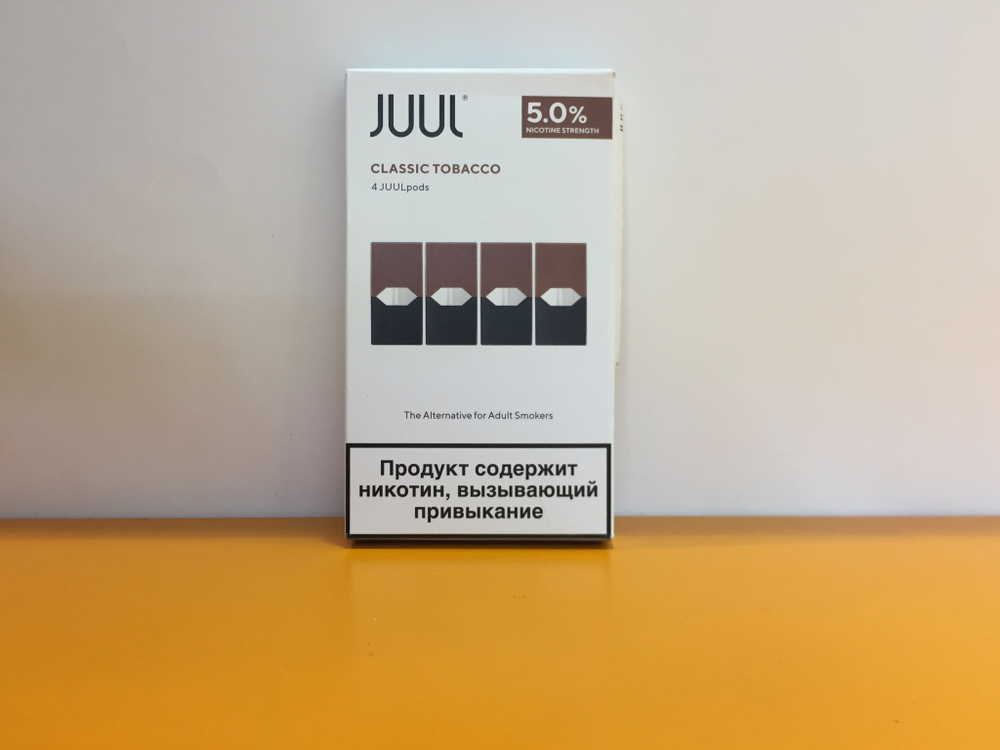 JUUL®
5.0%
NICOTINE STRENGTH
CLASSIC TOBACCO
4 JUULpods
The Alternative for Adult Smokers
Продукт содержит
никотин, вызывающий
привыкание